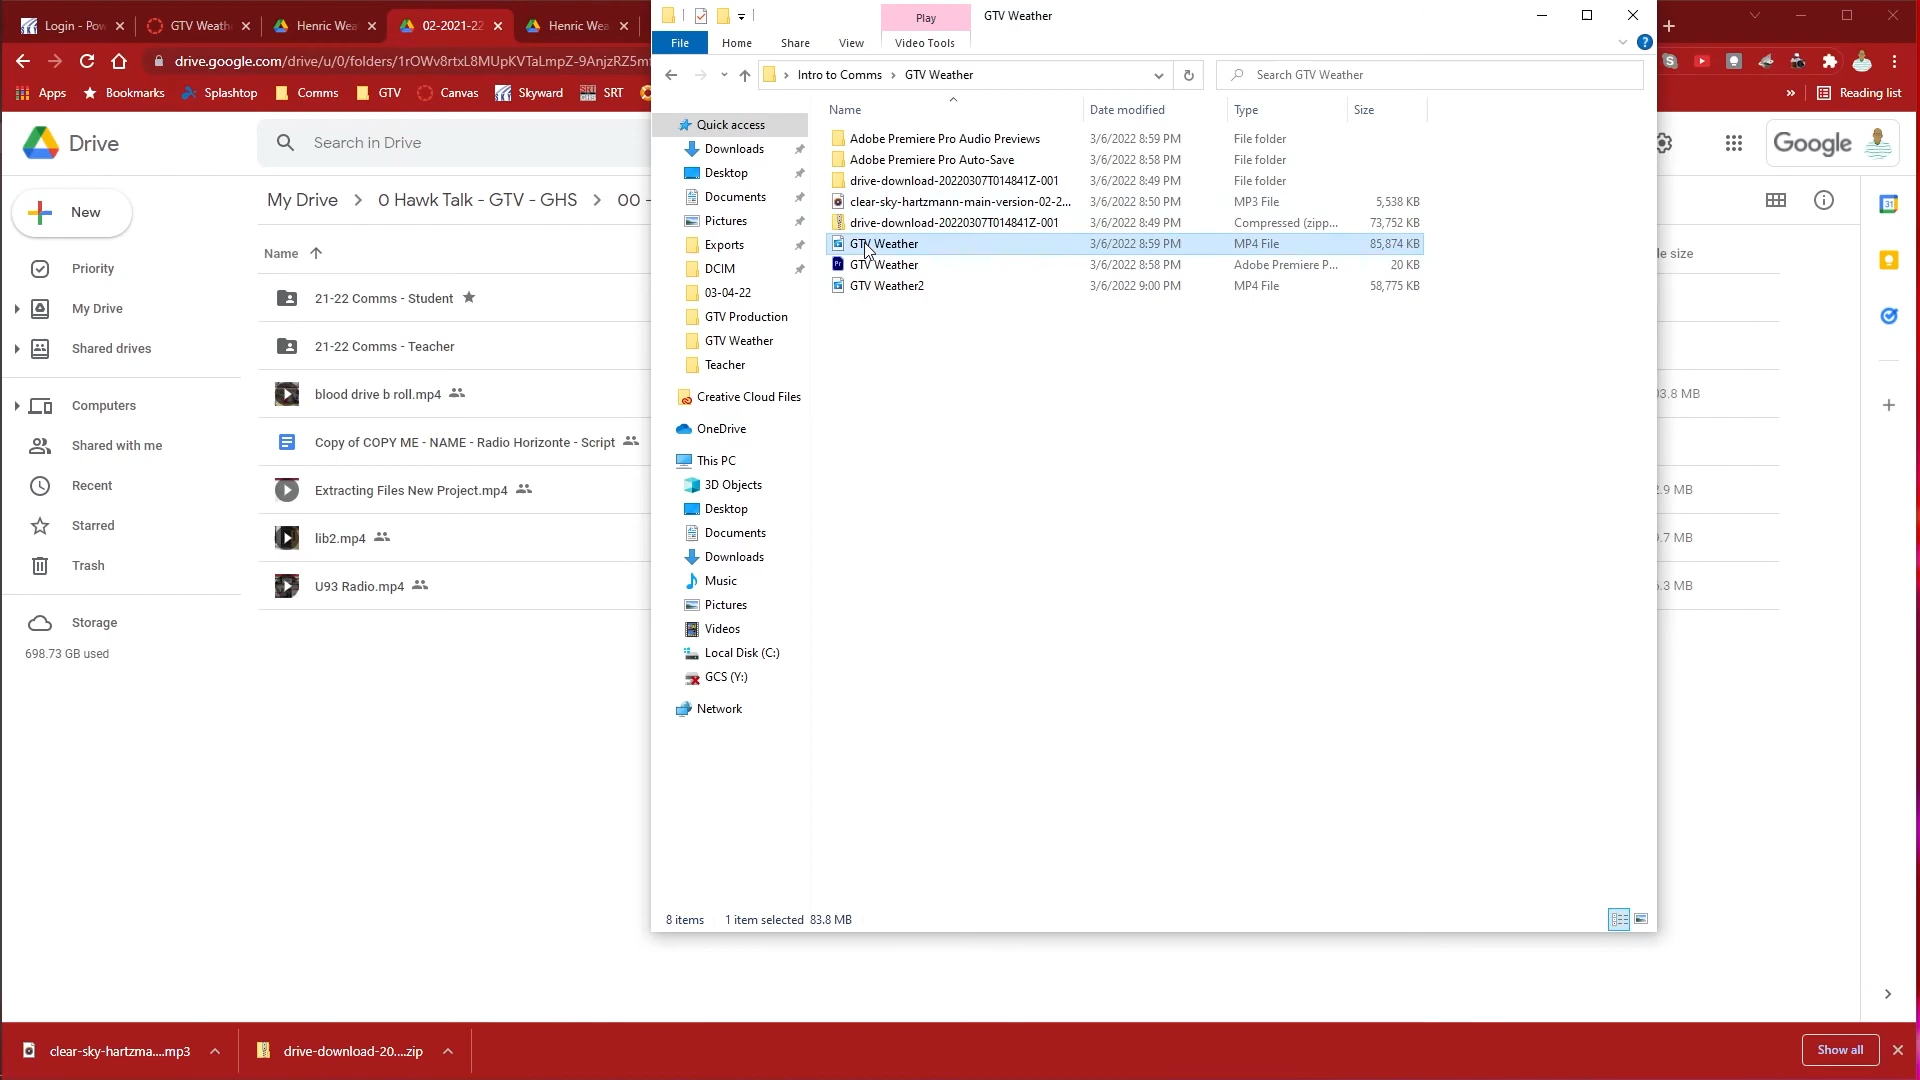 Login - Pow
GTV Weath
Henric Wea
02-2021-22
Henric Wea
drive.google.com/drive/u/0/folders/1rOWv8rtxL8MUpKVTaLmpZ-9AnjzRZ5m
Apps
Bookmarks
Splashtop
Comms
GTV
Canvas
Skyward
SRT
»
Reading list
Drive
Search in Drive
Google
New
My Drive > 0 Hawk Talk - GTV - GHS > 00 -
Name
le size
Priority
My Drive
Shared drives
Computers
Shared with me
Recent
Starred
Trash
Storage
698.73 GB used
21-22 Comms - Student
21-22 Comms - Teacher
blood drive b roll.mp4
3.8 MB
Copy of COPY ME - NAME - Radio Horizonte - Script
Extracting Files New Project.mp4
.9 MB
lib2.mp4
.7 MB
U93 Radio.mp4
.3 MB
Play
GTV Weather
File
Home
Share
View
Video Tools
Intro to Comms > GTV Weather
Search GTV Weather
Name
Date modified
Type
Size
Quick access
Downloads
Desktop
Documents
Pictures
Exports
DCIM
03-04-22
GTV Production
GTV Weather
Teacher
Creative Cloud Files
OneDrive
This PC
3D Objects
Desktop
Documents
Downloads
Music
Pictures
Videos
Local Disk (C:)
GCS (Y:)
Network
Adobe Premiere Pro Audio Previews 3/6/2022 8:59 PM File folder
Adobe Premiere Pro Auto-Save 3/6/2022 8:58 PM File folder
drive-download-20220307T014841Z-001 3/6/2022 8:49 PM File folder
clear-sky-hartzmann-main-version-02-2... 3/6/2022 8:50 PM MP3 File 5,538 KB
drive-download-20220307T014841Z-001 3/6/2022 8:49 PM Compressed (zipp... 73,752 KB
GTV Weather 3/6/2022 8:59 PM MP4 File 85,874 KB
Pr GTV Weather 3/6/2022 8:58 PM Adobe Premiere P... 20 KB
GTV Weather2 3/6/2022 9:00 PM MP4 File 58,775 KB
8 items 1 item selected 83.8 MB
clear-sky-hartzma....mp3
drive-download-20....zip
Show all